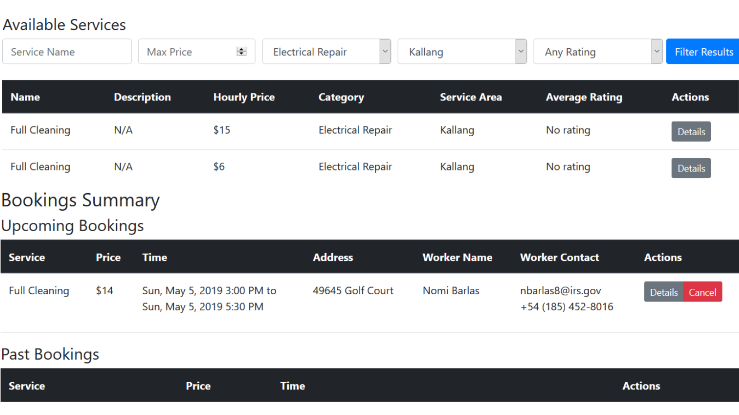 Available Services
Service Name Max Price Electrical Repair Kallang Any Rating Filter Results
Name Description Hourly Price Category Service Area Average Rating Actions
Full Cleaning N/A $15 Electrical Repair Kallang No rating Details
Full Cleaning N/A $6 Electrical Repair Kallang No rating Details
Bookings Summary
Upcoming Bookings
Service Price Time Address Worker Name Worker Contact Actions
Full Cleaning $14 Sun, May 5, 2019 3:00 PM to 49645 Golf Court Nomi Barlas nbarlas8@irs.gov Details Cancel
Sun, May 5, 2019 5:30 PM +54 (185) 452-8016
Past Bookings
Service Price Time Actions